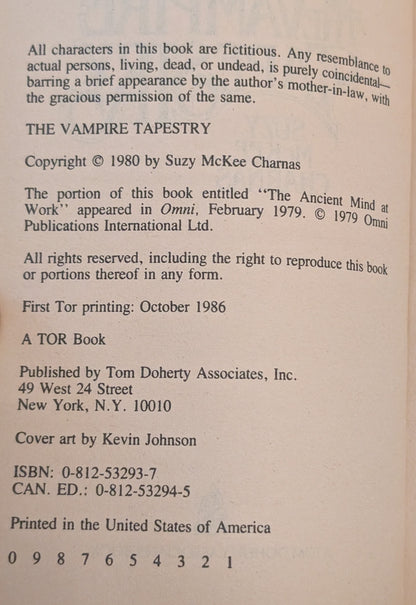 All characters in this book are fictitious. Any resemblance to
actual persons, living, dead, or undead, is purely coincidental—
barring a brief appearance by the author's mother-in-law, with
the gracious permission of the same.
THE VAMPIRE TAPESTRY
Copyright © 1980 by Suzy McKee Charnas
The portion of this book entitled "The Ancient Mind at
Work" appeared in Omni, February 1979. © 1979 Omni
Publications International Ltd.
All rights reserved, including the right to reproduce this book
or portions thereof in any form.
First Tor printing: October 1986
A TOR Book
Published by Tom Doherty Associates, Inc.
49 West 24 Street
New York, N.Y. 10010
Cover art by Kevin Johnson
ISBN: 0-812-53293-7
CAN. ED.: 0-812-53294-5
Printed in the United States of America
0 9 8 7 6 5 4 3 2 1